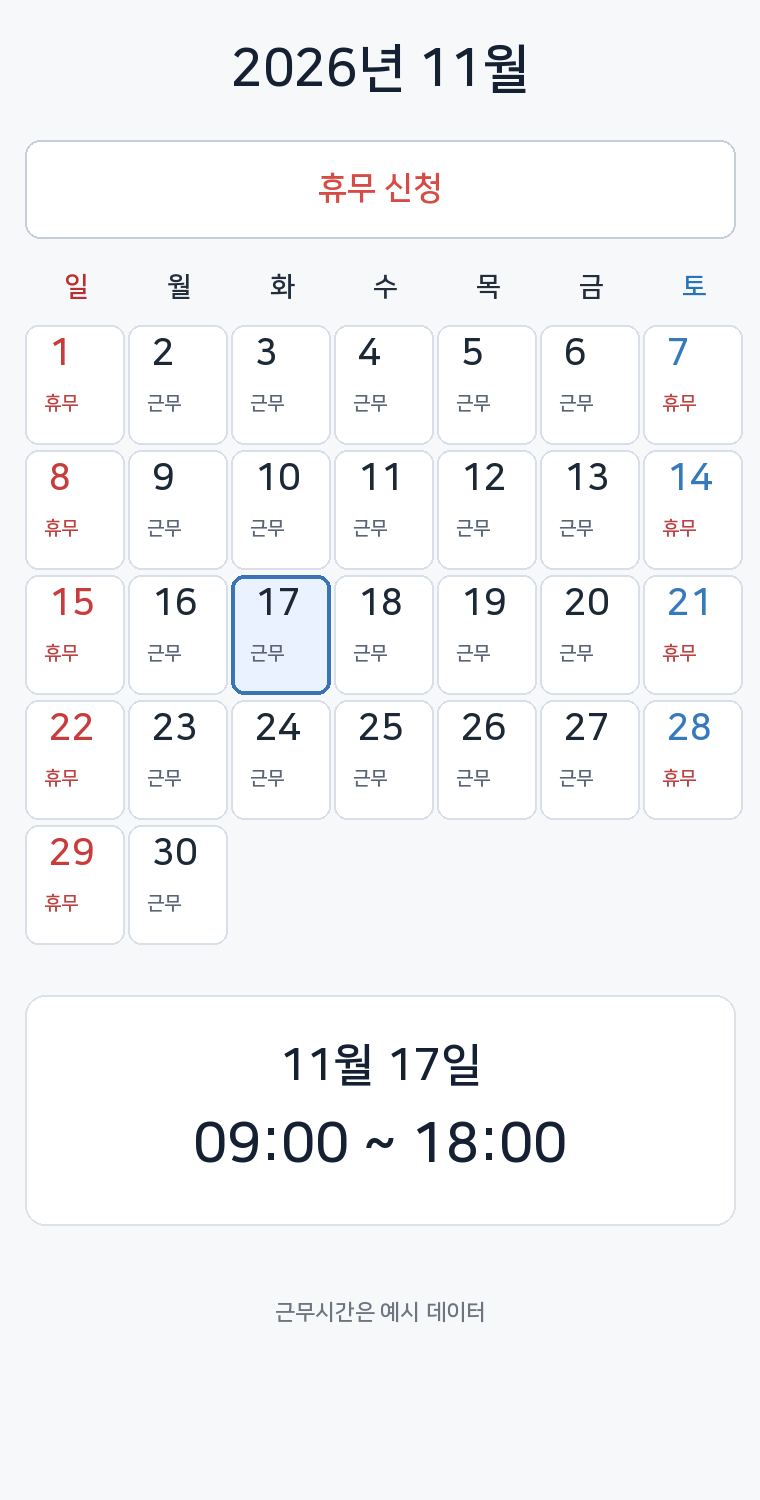 2026년 11월
휴무 신청
일 월 화 수 목 금 토
1 2 3 4 5 6 7
휴무 근무 근무 근무 근무 근무 휴무
8 9 10 11 12 13 14
휴무 근무 근무 근무 근무 근무 휴무
15 16 17 18 19 20 21
휴무 근무 근무 근무 근무 근무 휴무
22 23 24 25 26 27 28
휴무 근무 근무 근무 근무 근무 휴무
29 30
휴무 근무
11월 17일
09:00 ~ 18:00
근무시간은 예시 데이터